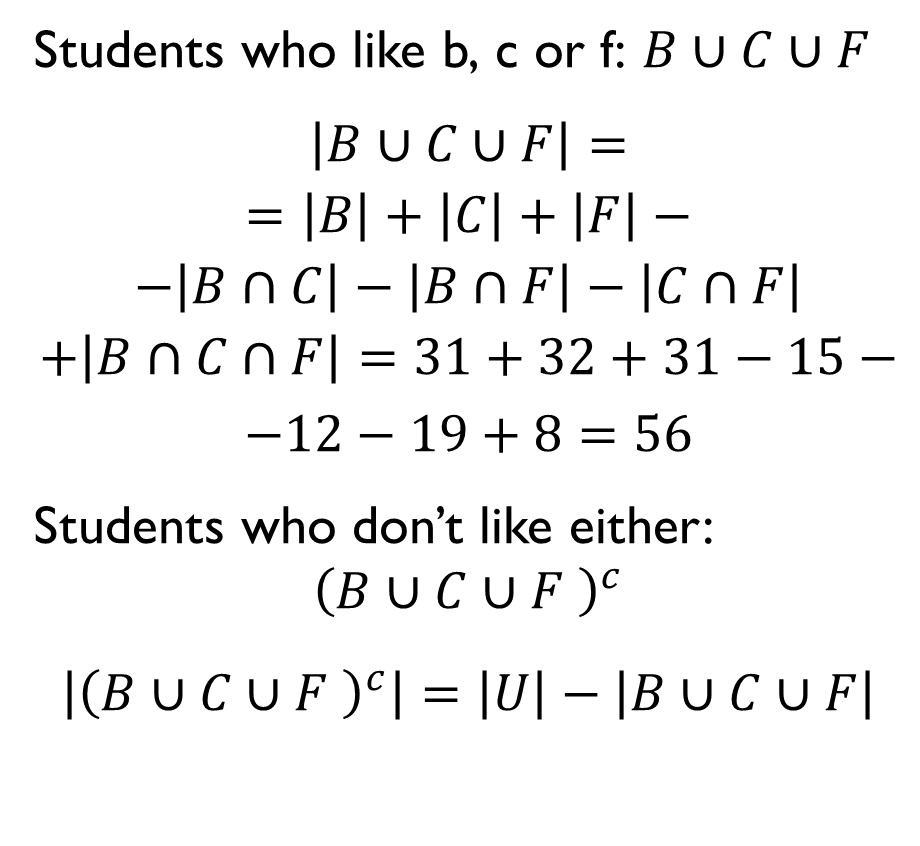 Students who like b, c or f: B ∪ C ∪ F
|B ∪ C ∪ F| =
= |B| + |C| + |F| −
−|B ∩ C| − |B ∩ F| − |C ∩ F|
+|B ∩ C ∩ F| = 31 + 32 + 31 − 15 −
−12 − 19 + 8 = 56
Students who don’t like either:
(B ∪ C ∪ F )ᶜ
|(B ∪ C ∪ F )ᶜ| = |U| − |B ∪ C ∪ F|